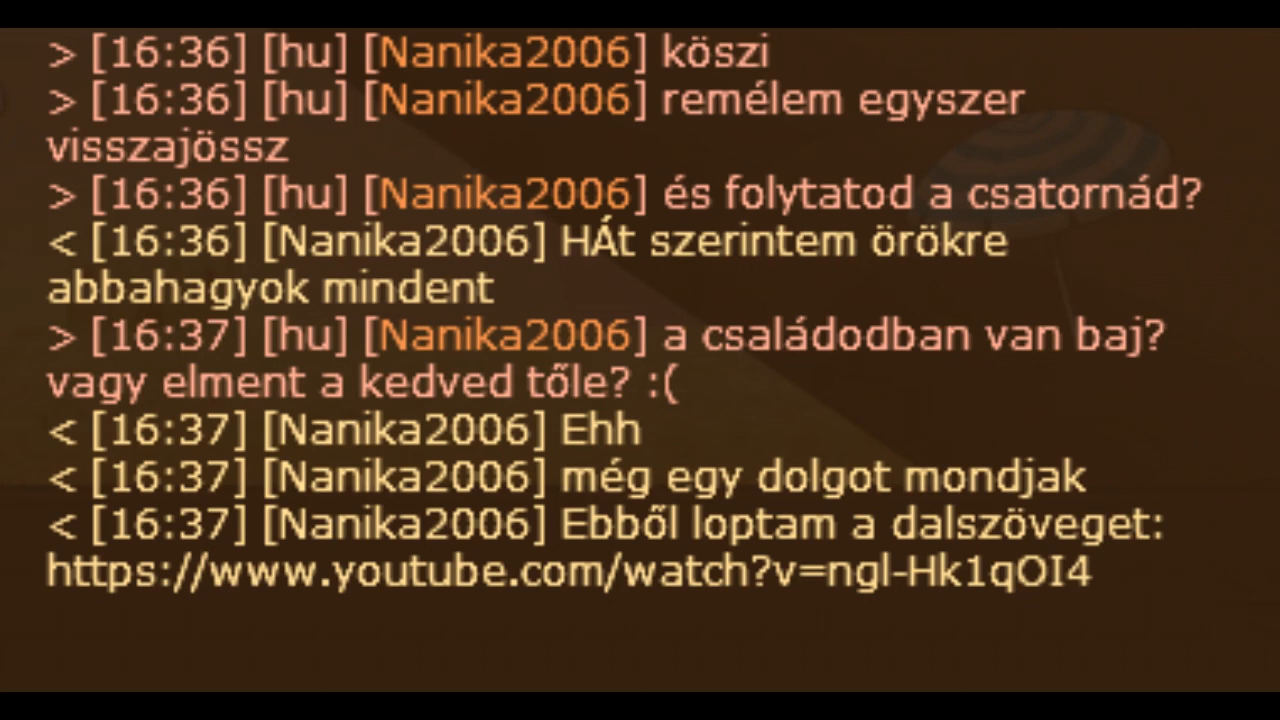 > [16:36] [hu] [Nanika2006] köszi
> [16:36] [hu] [Nanika2006] remélem egyszer
visszajössz
> [16:36] [hu] [Nanika2006] és folytatod a csatornád?
< [16:36] [Nanika2006] HÁt szerintem örökre
abbahagyok mindent
> [16:37] [hu] [Nanika2006] a családodban van baj?
vagy elment a kedved tőle? :(
< [16:37] [Nanika2006] Ehh
< [16:37] [Nanika2006] még egy dolgot mondjak
< [16:37] [Nanika2006] Ebből loptam a dalszöveget:
https://www.youtube.com/watch?v=ngl-Hk1qOI4